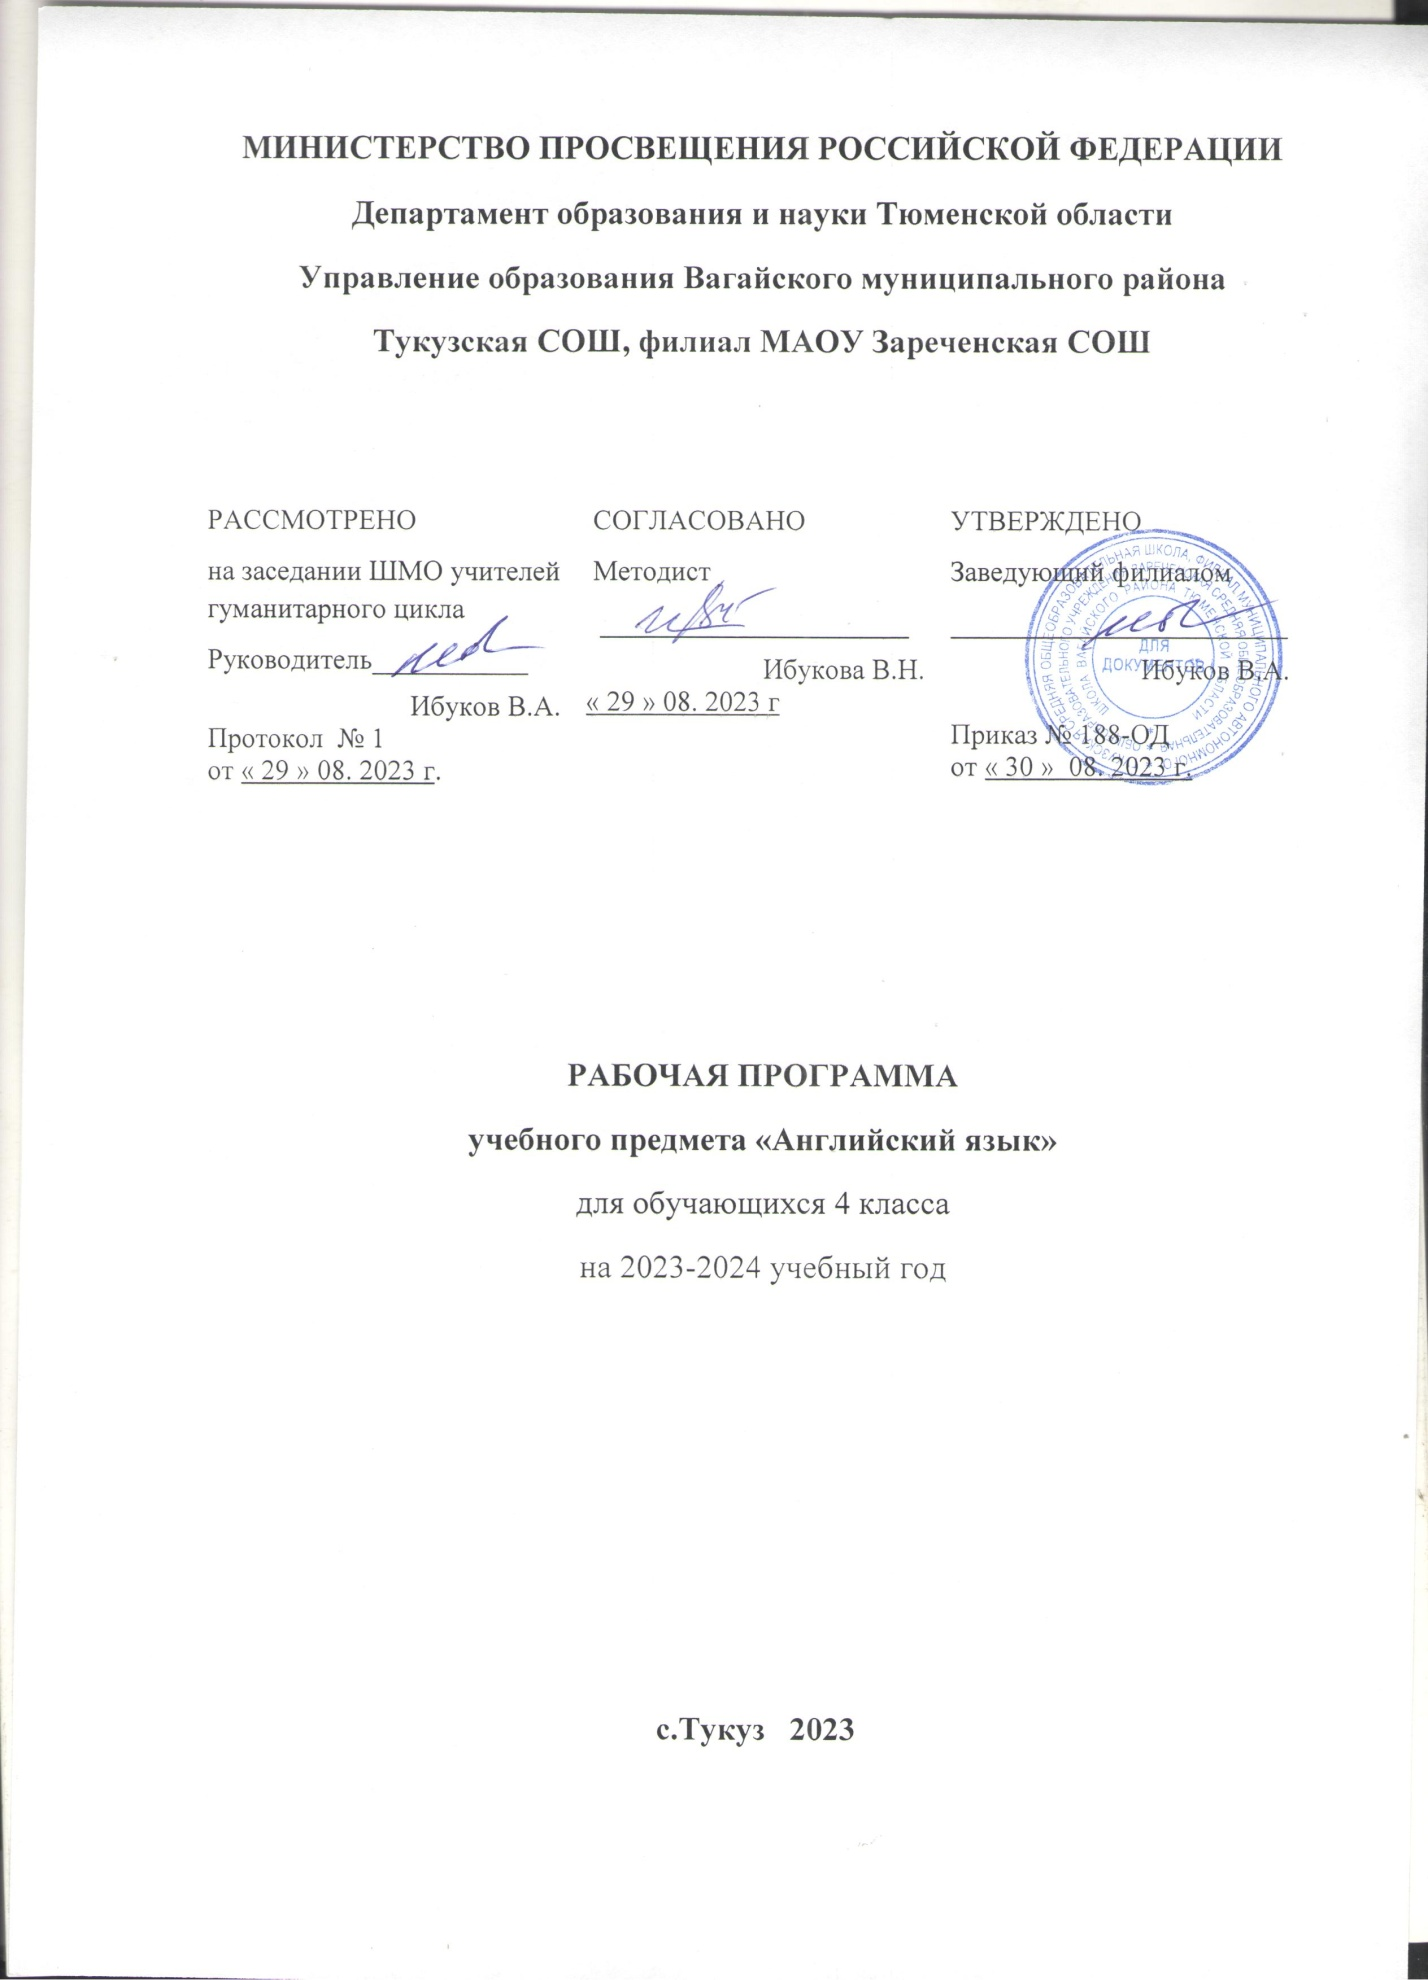 МИНИСТЕРСТВО ПРОСВЕЩЕНИЯ РОССИЙСКОЙ ФЕДЕРАЦИИ
Департамент образования и науки Тюменской области
Управление образования Вагайского муниципального района
Тукузская СОШ, филиал МАОУ Зареченская СОШ
РАССМОТРЕНО
на заседании ШМО учителей
гуманитарного цикла
Руководитель____________
Ибуков В.А.
Протокол № 1
от « 29 » 08. 2023 г.
СОГЛАСОВАНО
Методист
Ибукова В.Н.
« 29 » 08. 2023 г
УТВЕРЖДЕНО
Заведующий филиалом
Ибуков В.А.
Приказ № 188-ОД
от « 30 » 08. 2023 г.
ДЛЯ
ДОКУМЕНТОВ
РАБОЧАЯ ПРОГРАММА
учебного предмета «Английский язык»
для обучающихся 4 класса
на 2023-2024 учебный год
с.Тукуз 2023